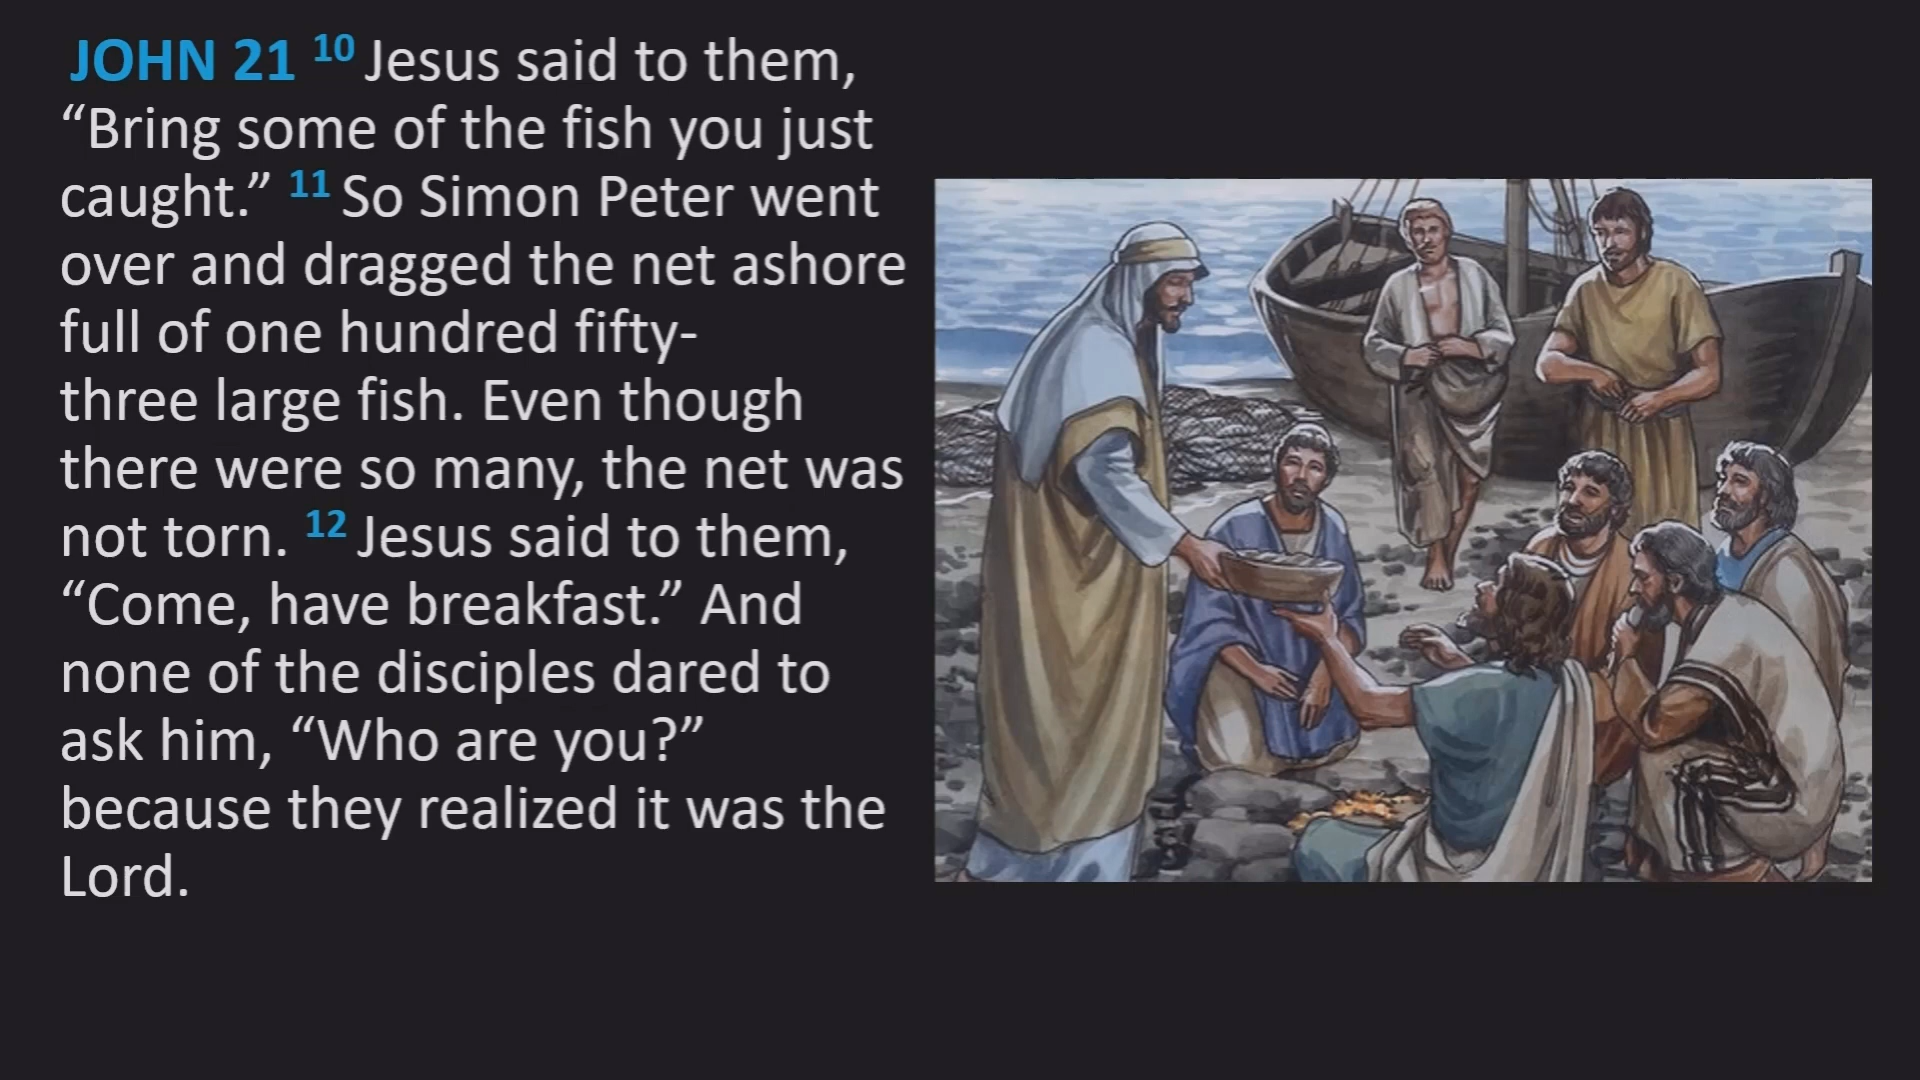 JOHN 21 10 Jesus said to them,
“Bring some of the fish you just
caught.” 11 So Simon Peter went
over and dragged the net ashore
full of one hundred fifty-
three large fish. Even though
there were so many, the net was
not torn. 12 Jesus said to them,
“Come, have breakfast.” And
none of the disciples dared to
ask him, “Who are you?”
because they realized it was the
Lord.